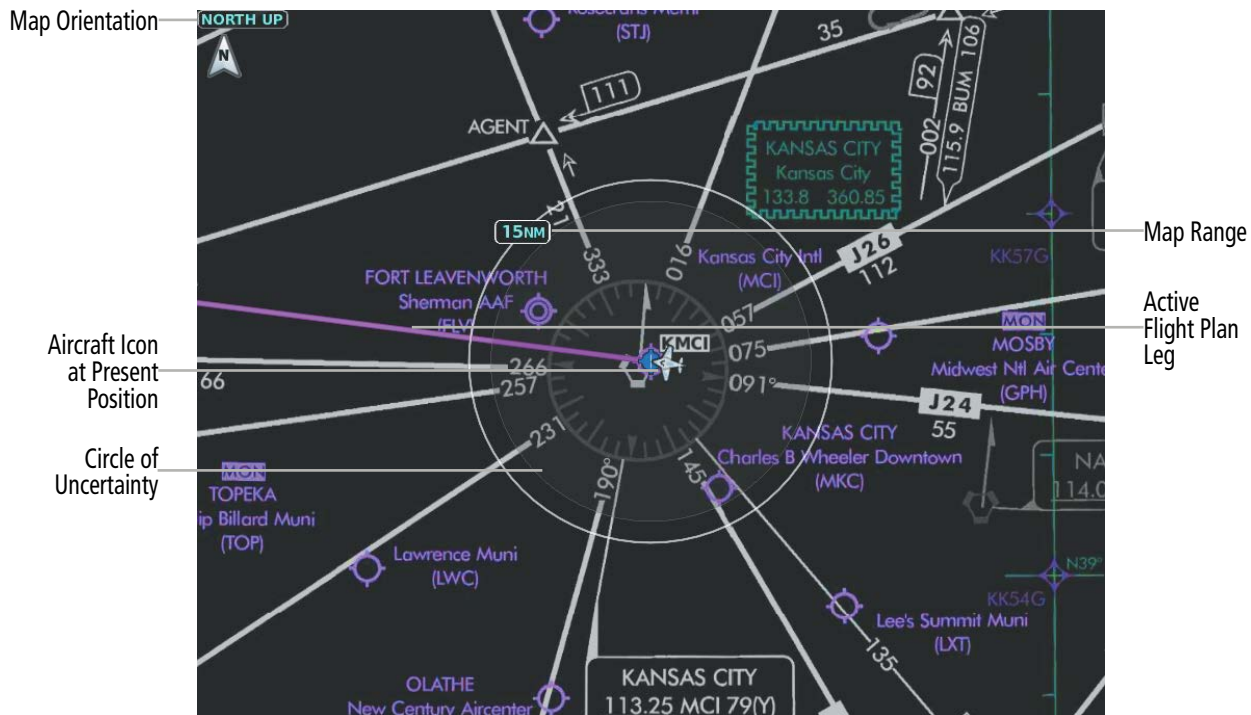 Map Orientation
NORTH UP
N
(STJ)
35
106
BUM
115.9
92
002
111
AGENT
KANSAS CITY
Kansas City
133.8 360.85
21
15NM
Map Range
333
016
Kansas City Intl
(MCI)
J26
112
KK57G
FORT LEAVENWORTH
Sherman AAF
(FLV)
Active
Flight Plan
Leg
057
MON
MOSBY
Midwest Ntl Air Cente
(GPH)
Aircraft Icon
at Present
Position
KMCI
075
66
266
257
091°
J24
55
231
KANSAS CITY
Charles B Wheeler Downtown
(MKC)
Circle of
Uncertainty
190°
145
NA
114.0
MON
TOPEKA
ip Billard Muni
(TOP)
Lawrence Muni
(LWC)
N39°
KK54G
Lee's Summit Muni
(LXT)
135
KANSAS CITY
113.25 MCI 79(Y)
OLATHE
New Century Aircenter